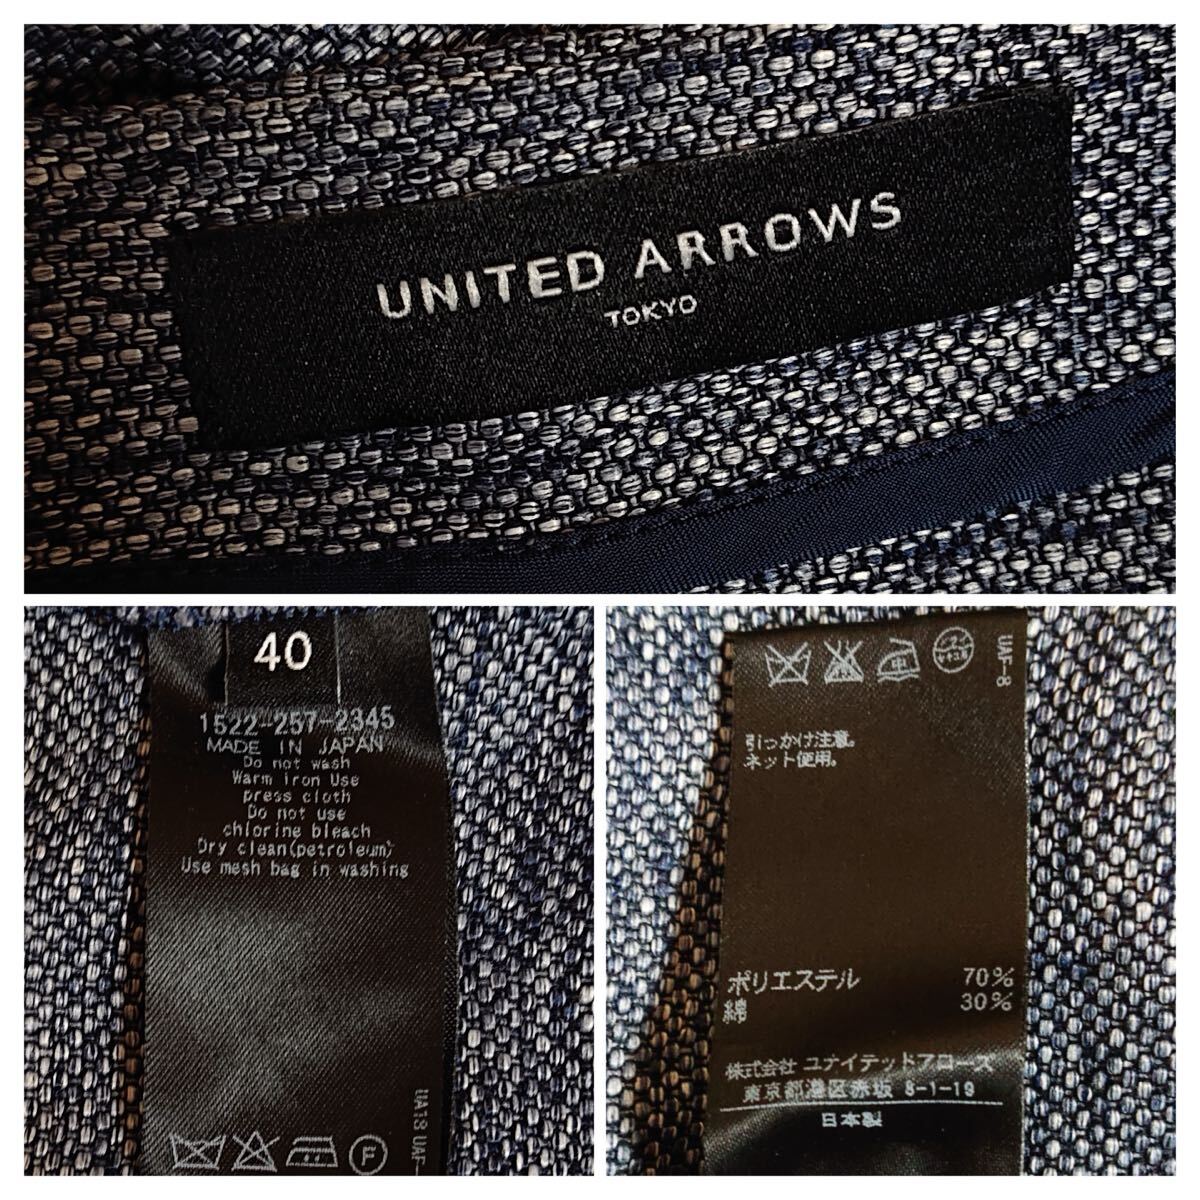 UNITED ARROWS
TOKYO
40
1522-257-2345
MADE IN JAPAN
Do not wash
Warm iron Use
press cloth
Do not use
chlorine bleach
Dry clean(petroleum)
Use mesh bag in washing
F
中
UAF-8
引っかけ注意。
ネット使用。
ポリエステル 70%
綿 30%
株式会社 ユナイテッドアローズ
東京都港区赤坂 8-1-19
日本製